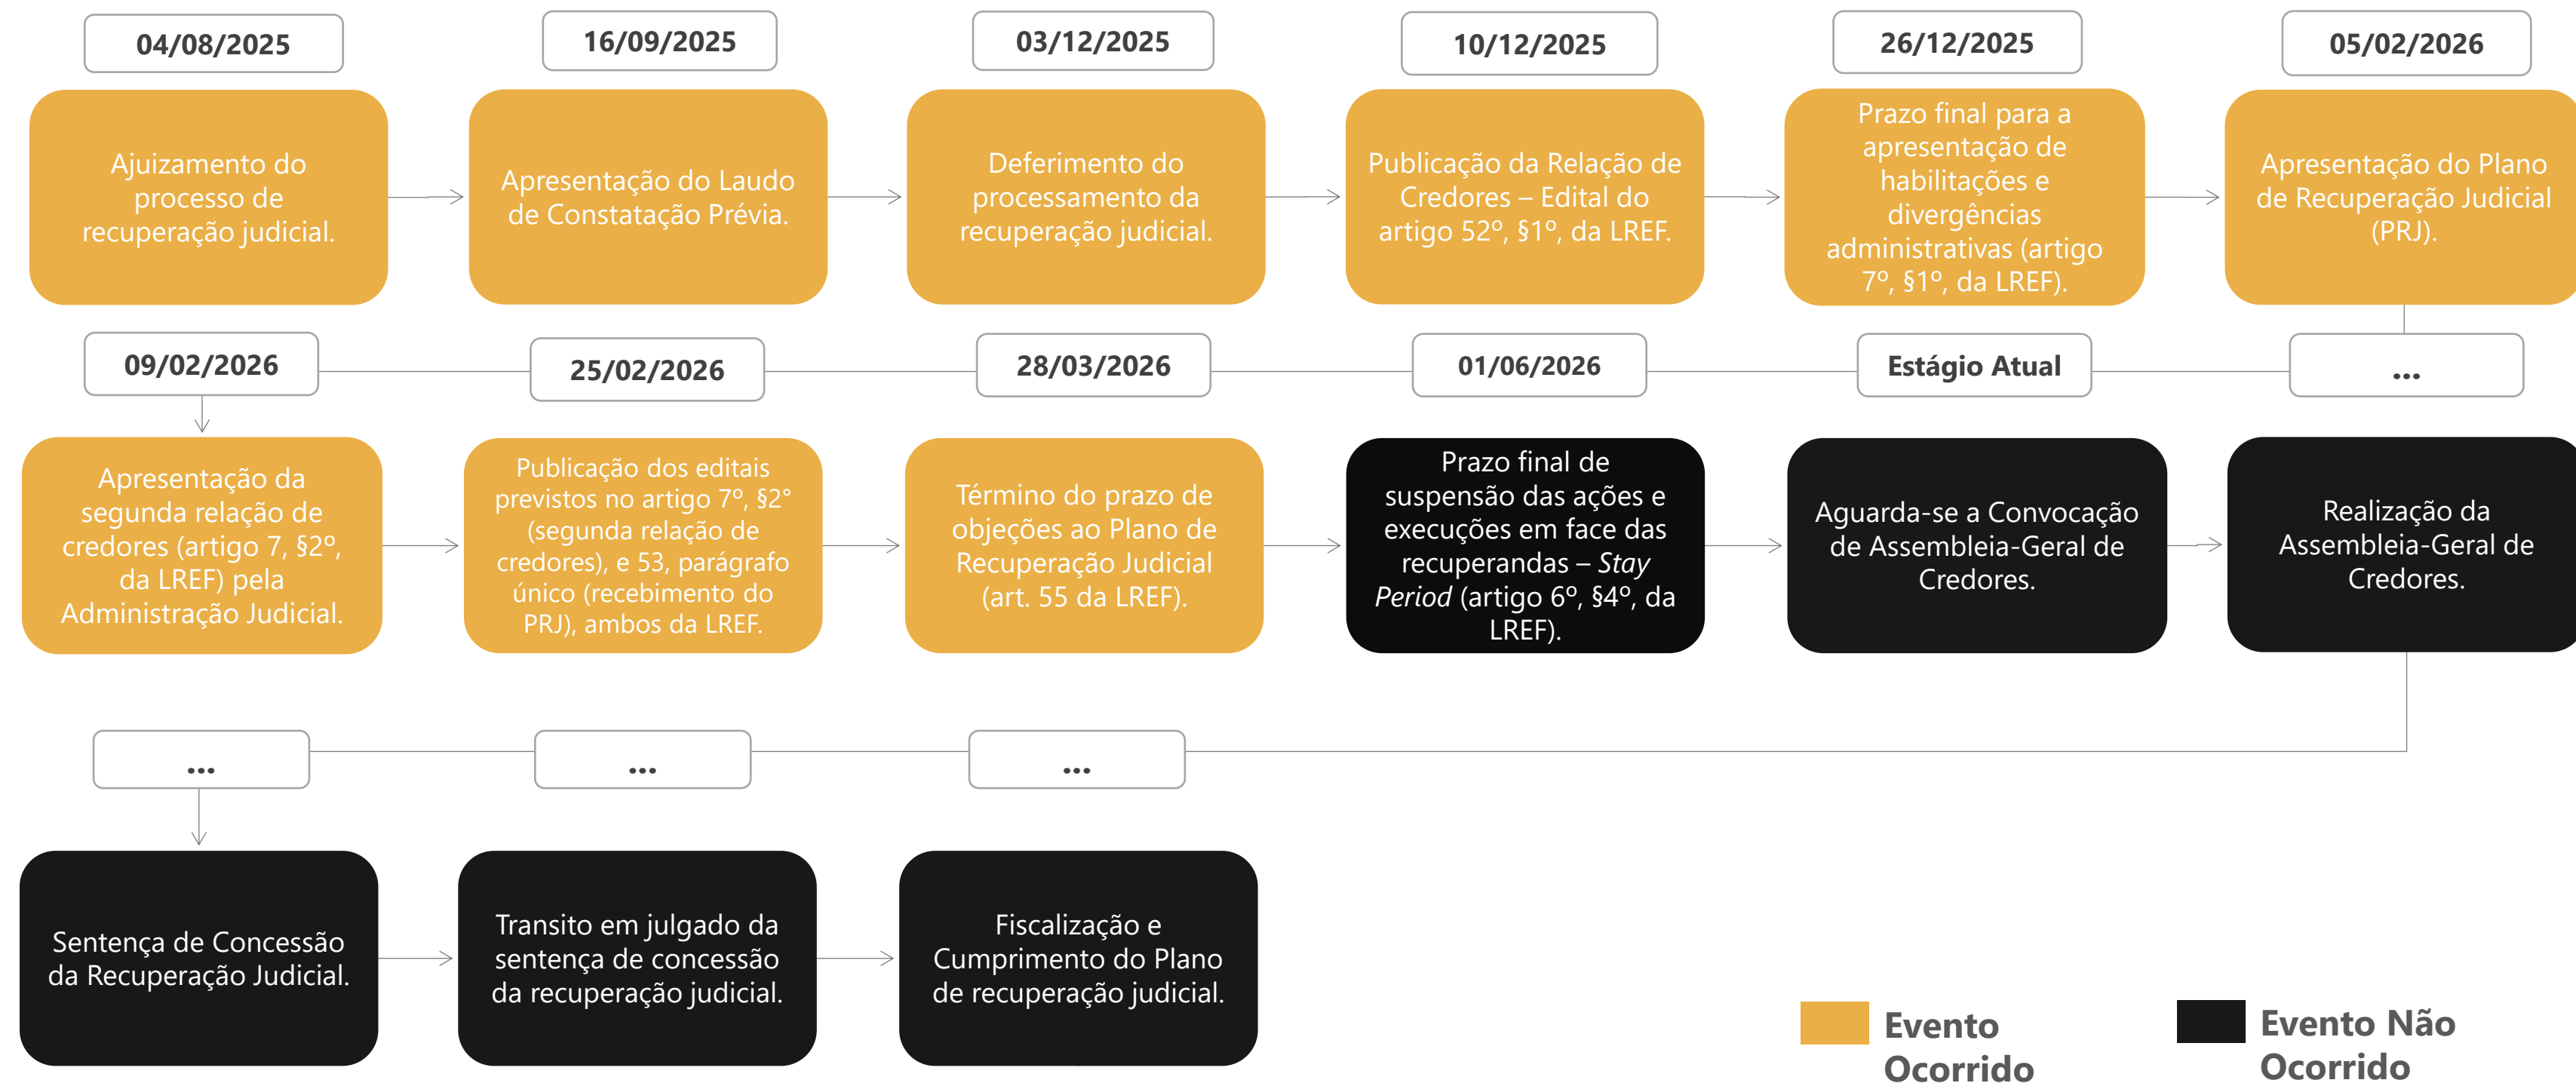 04/08/2025
Ajuizamento do
processo de
recuperação judicial.
16/09/2025
Apresentação do Laudo
de Constatação Prévia.
03/12/2025
Deferimento do
processamento da
recuperação judicial.
10/12/2025
Publicação da Relação de
Credores – Edital do
artigo 52º, §1º, da LREF.
26/12/2025
Prazo final para a
apresentação de
habilitações e
divergências
administrativas (artigo
7º, §1º, da LREF).
05/02/2026
Apresentação do Plano
de Recuperação Judicial
(PRJ).
09/02/2026
Apresentação da
segunda relação de
credores (artigo 7, §2º,
da LREF) pela
Administração Judicial.
25/02/2026
Publicação dos editais
previstos no artigo 7º, §2°
(segunda relação de
credores), e 53, parágrafo
único (recebimento do
PRJ), ambos da LREF.
28/03/2026
Término do prazo de
objeções ao Plano de
Recuperação Judicial
(art. 55 da LREF).
01/06/2026
Prazo final de
suspensão das ações e
execuções em face das
recuperandas – Stay
Period (artigo 6º, §4º, da
LREF).
Estágio Atual
Aguarda-se a Convocação
de Assembleia-Geral de
Credores.
...
Realização da
Assembleia-Geral de
Credores.
...
Sentença de Concessão
da Recuperação Judicial.
...
Transito em julgado da
sentença de concessão
da recuperação judicial.
...
Fiscalização e
Cumprimento do Plano
de recuperação judicial.
Evento
Ocorrido
Evento Não
Ocorrido